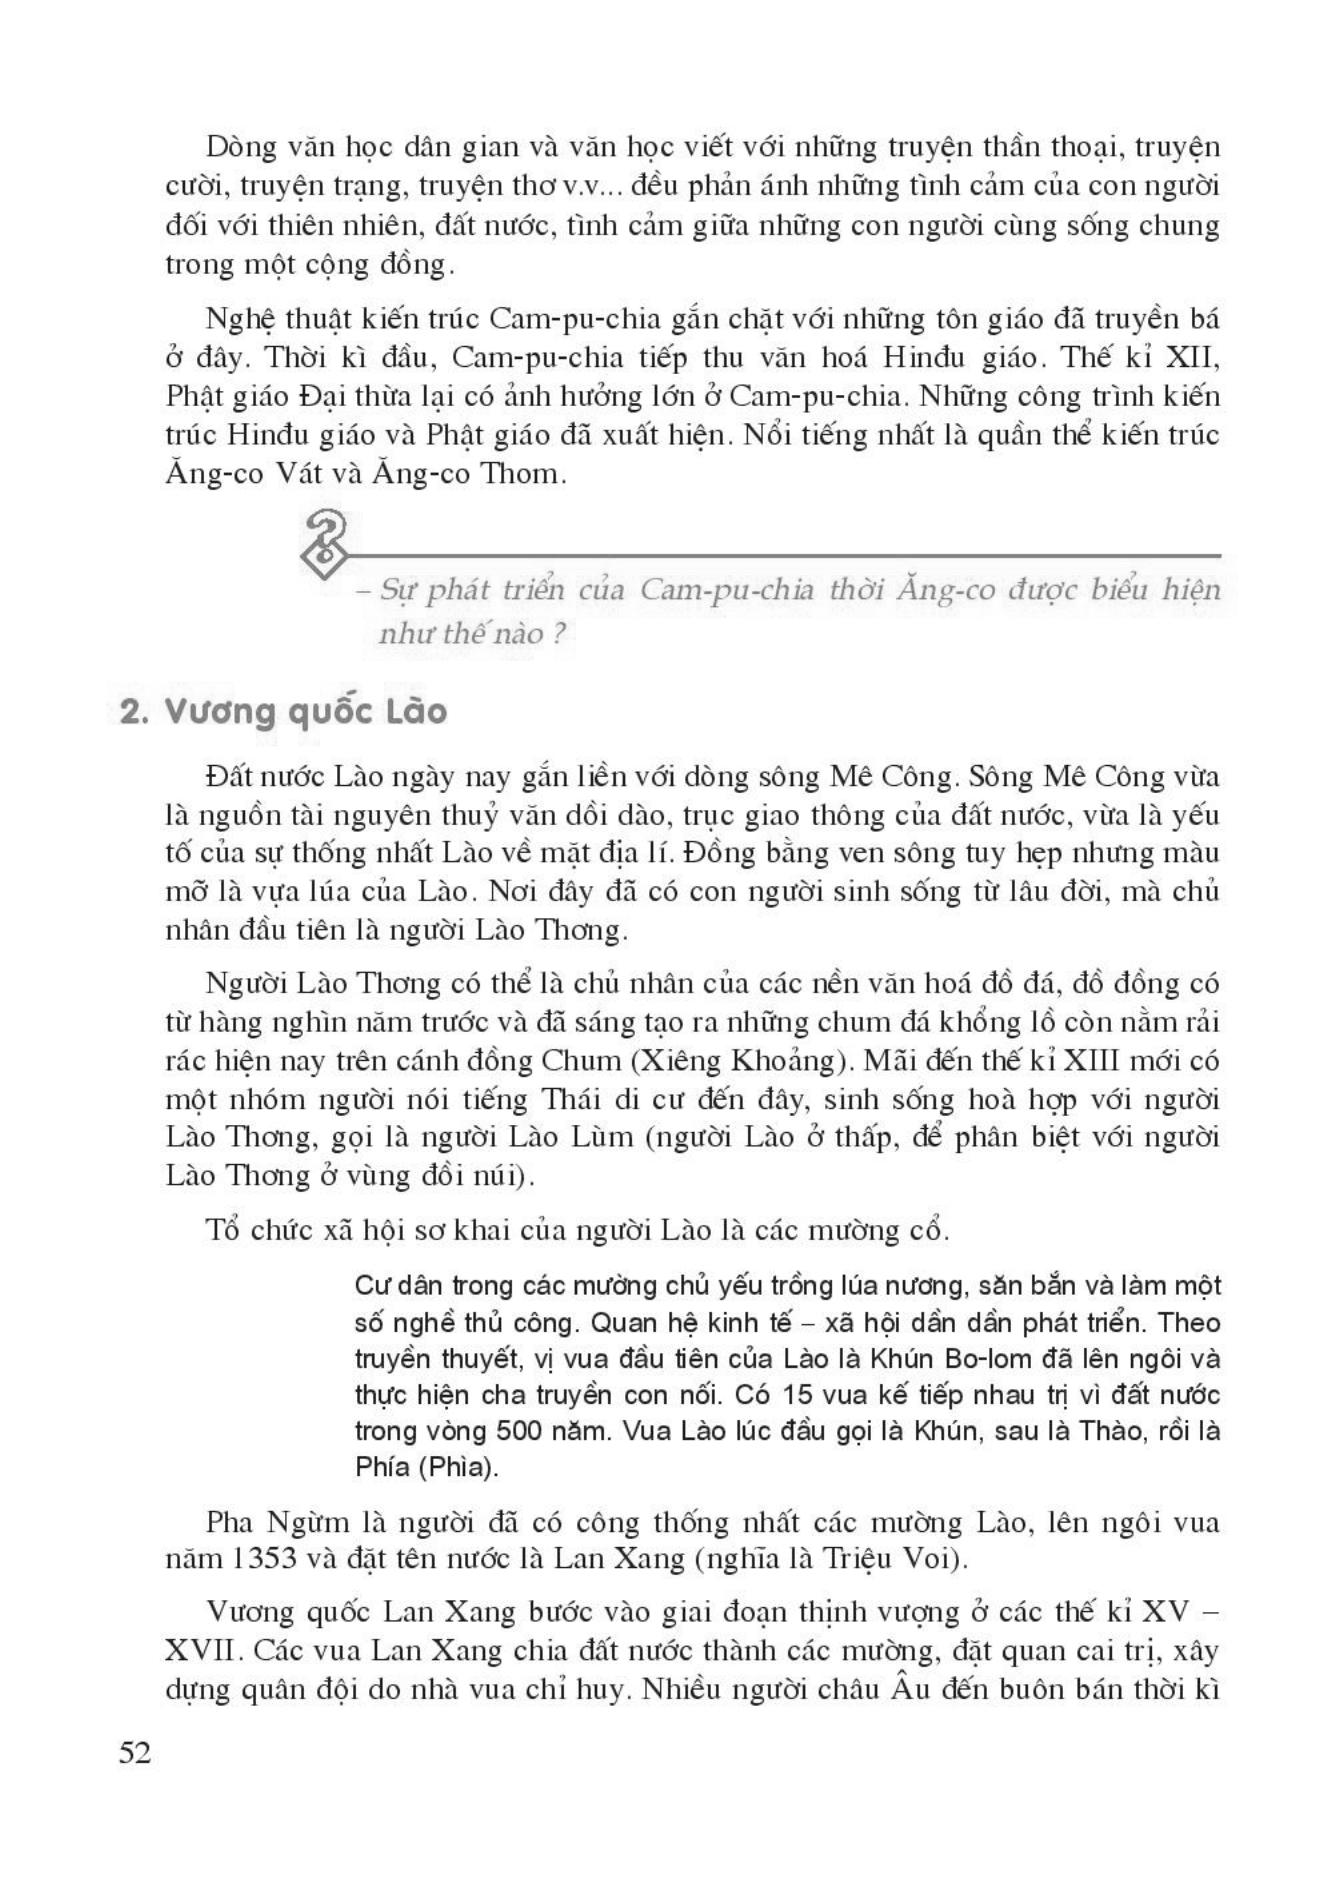 Dòng văn học dân gian và văn học viết với những truyện thần thoại, truyện
cười, truyện trạng, truyện thơ v.v... đều phản ánh những tình cảm của con người
đối với thiên nhiên, đất nước, tình cảm giữa những con người cùng sống chung
trong một cộng đồng.
Nghệ thuật kiến trúc Cam-pu-chia gắn chặt với những tôn giáo đã truyền bá
ở đây. Thời kì đầu, Cam-pu-chia tiếp thu văn hoá Hinđu giáo. Thế kỉ XII,
Phật giáo Đại thừa lại có ảnh hưởng lớn ở Cam-pu-chia. Những công trình kiến
trúc Hinđu giáo và Phật giáo đã xuất hiện. Nổi tiếng nhất là quần thể kiến trúc
Ăng-co Vát và Ăng-co Thom.
?
– Sự phát triển của Cam-pu-chia thời Ăng-co được biểu hiện
như thế nào ?
2. Vương quốc Lào
Đất nước Lào ngày nay gắn liền với dòng sông Mê Công. Sông Mê Công vừa
là nguồn tài nguyên thuỷ văn dồi dào, trục giao thông của đất nước, vừa là yếu
tố của sự thống nhất Lào về mặt địa lí. Đồng bằng ven sông tuy hẹp nhưng màu
mỡ là vựa lúa của Lào. Nơi đây đã có con người sinh sống từ lâu đời, mà chủ
nhân đầu tiên là người Lào Thơng.
Người Lào Thơng có thể là chủ nhân của các nền văn hoá đồ đá, đồ đồng có
từ hàng nghìn năm trước và đã sáng tạo ra những chum đá khổng lồ còn nằm rải
rác hiện nay trên cánh đồng Chum (Xiêng Khoảng). Mãi đến thế kỉ XIII mới có
một nhóm người nói tiếng Thái di cư đến đây, sinh sống hoà hợp với người
Lào Thơng, gọi là người Lào Lùm (người Lào ở thấp, để phân biệt với người
Lào Thơng ở vùng đồi núi).
Tổ chức xã hội sơ khai của người Lào là các mường cổ.
Cư dân trong các mường chủ yếu trồng lúa nương, săn bắn và làm một
số nghề thủ công. Quan hệ kinh tế – xã hội dần dần phát triển. Theo
truyền thuyết, vị vua đầu tiên của Lào là Khún Bo-lom đã lên ngôi và
thực hiện cha truyền con nối. Có 15 vua kế tiếp nhau trị vì đất nước
trong vòng 500 năm. Vua Lào lúc đầu gọi là Khún, sau là Thào, rồi là
Phía (Phìa).
Pha Ngừm là người đã có công thống nhất các mường Lào, lên ngôi vua
năm 1353 và đặt tên nước là Lan Xang (nghĩa là Triệu Voi).
Vương quốc Lan Xang bước vào giai đoạn thịnh vượng ở các thế kỉ XV –
XVII. Các vua Lan Xang chia đất nước thành các mường, đặt quan cai trị, xây
dựng quân đội do nhà vua chỉ huy. Nhiều người châu Âu đến buôn bán thời kì
52